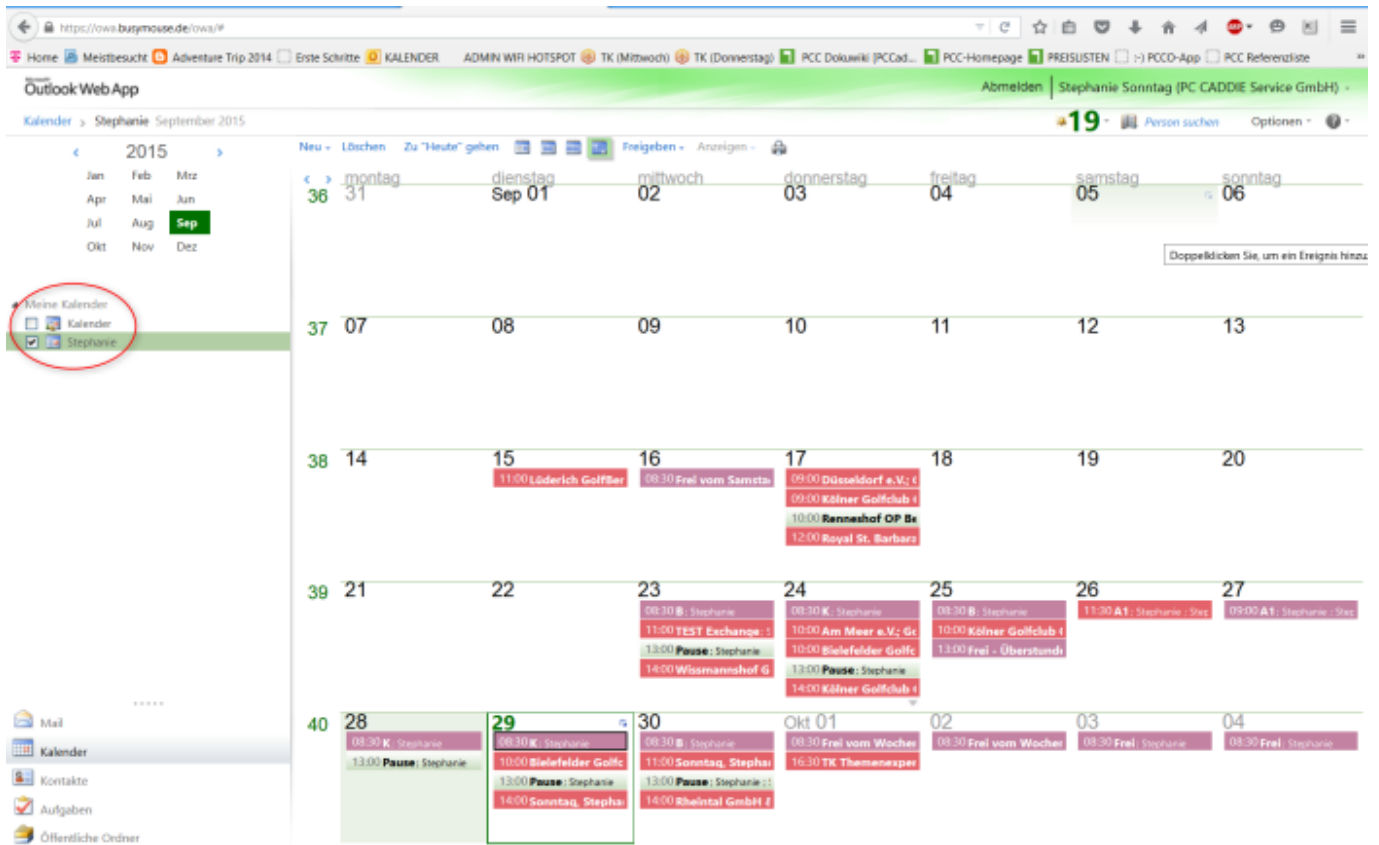 https://owa.busymouse.de/owa/#
Home Meistbesucht Adventure Trip 2014 Erste Schritte KALENDER ADMIN WIFI HOTSPOT TK (Mittwoch) TK (Donnerstag) PCC Dokuwiki [PCCad... PCC-Homepage PREISLISTEN :-) PCCO-App PCC Referenzliste »
Microsoft
Outlook Web App Abmelden Stephanie Sonntag (PC CADDIE Service GmbH)
Kalender > Stephanie September 2015 19 Person suchen Optionen
‹ 2015 ›
Jan Feb Mrz
Apr Mai Jun
Jul Aug Sep
Okt Nov Dez
Meine Kalender
Kalender
Stephanie
Mail
Kalender
Kontakte
Aufgaben
Öffentliche Ordner
Neu Löschen Zu "Heute" gehen Freigeben Anzeigen
‹ › montag dienstag mittwoch donnerstag freitag samstag sonntag
36 31 Sep 01 02 03 04 05 06
Doppelklicken Sie, um ein Ereignis hinzu
37 07 08 09 10 11 12 13
38 14 15 16 17 18 19 20
11:00 Lüderich GolfBer 08:30 Frei vom Samsta 09:00 Düsseldorf e.V.;
09:00 Kölner Golfclub
10:00 Renneshof OP Be
12:00 Royal St. Barbara
39 21 22 23 24 25 26 27
08:30 B: Stephanie 08:30 K: Stephanie 08:30 B: Stephanie 11:30 A1: Stephanie : Step 09:00 A1: Stephanie : Step
11:00 TEST Exchange: S 10:00 Am Meer e.V.; Go 10:00 Kölner Golfclub
13:00 Pause: Stephanie 10:00 Bielefelder Golfc 13:00 Frei - Überstunde
14:00 Wissmannshof G 13:00 Pause: Stephanie
14:00 Kölner Golfclub
40 28 29 30 Okt 01 02 03 04
08:30 K: Stephanie 08:30 K: Stephanie 08:30 B: Stephanie 08:30 Frei vom Wochen 08:30 Frei vom Wochen 08:30 Frei: Stephanie 08:30 Frei: Stephanie
13:00 Pause: Stephanie 10:00 Bielefelder Golfc 11:00 Sonntag, Stephan 16:30 TK Themenexper
13:00 Pause: Stephanie 13:00 Pause: Stephanie : S
14:00 Sonntag, Stephan 14:00 Rheintal GmbH &